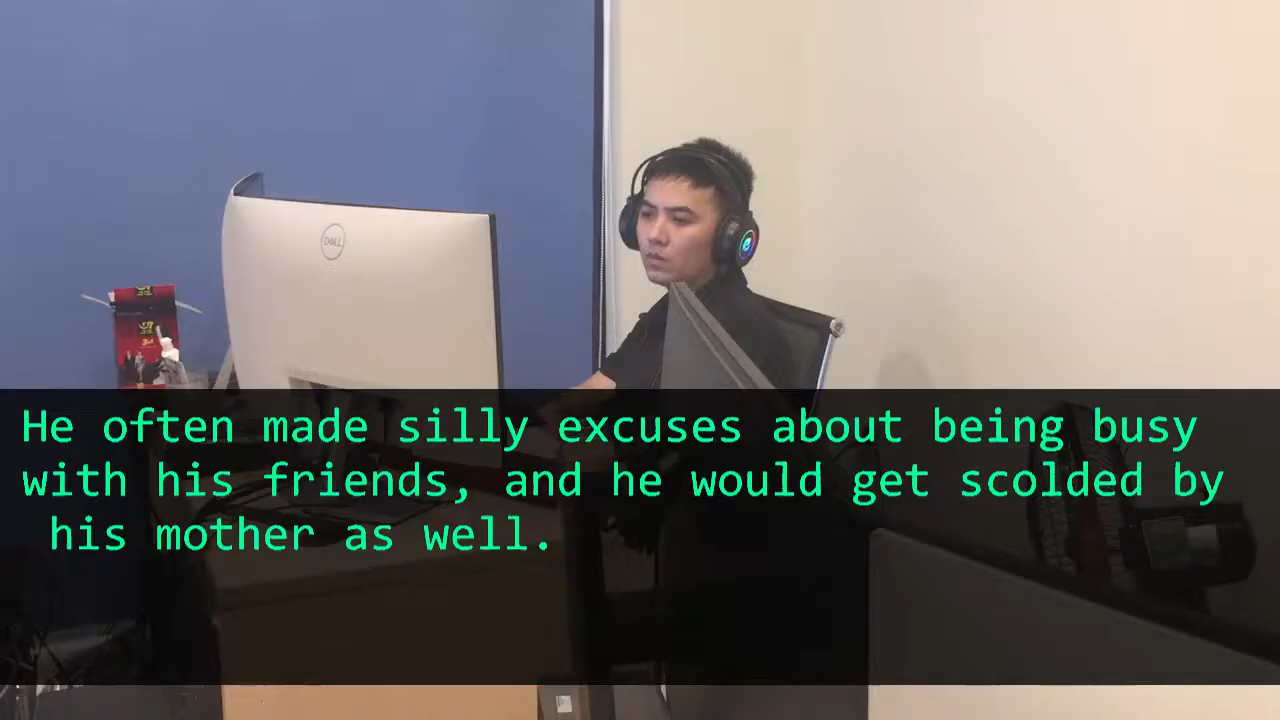 DELL
He often made silly excuses about being busy
with his friends, and he would get scolded by
his mother as well.